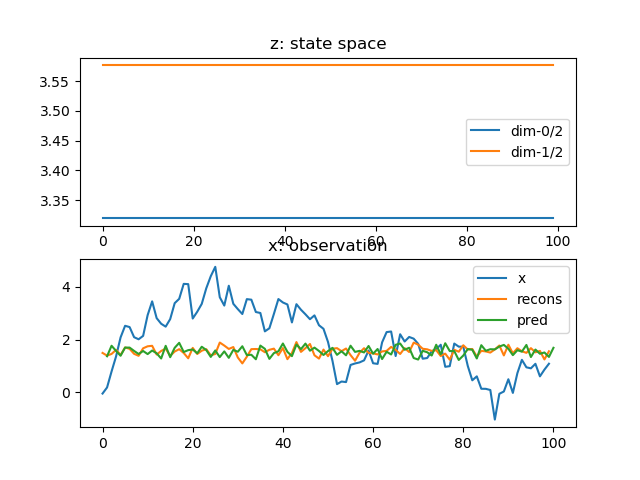 z: state space
3.55
3.50
3.45
3.40
3.35
dim-0/2
dim-1/2
0 20 40 60 80 100
x: observation
4
2
0
x
recons
pred
0 20 40 60 80 100